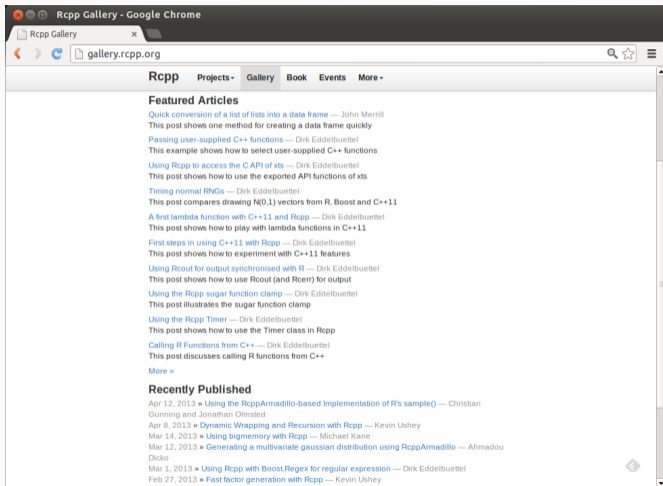 Rcpp Gallery - Google Chrome
Rcpp Gallery
gallery.rcpp.org
Rcpp Projects Gallery Book Events More
Featured Articles
Quick conversion of a list of lists into a data frame — John Merrill
This post shows one method for creating a data frame quickly
Passing user-supplied C++ functions — Dirk Eddelbuettel
This example shows how to select user-supplied C++ functions
Using Rcpp to access the C API of xts — Dirk Eddelbuettel
This post shows how to use the exported API functions of xts
Timing normal RNGs — Dirk Eddelbuettel
This post compares drawing N(0,1) vectors from R, Boost and C++11
A first lambda function with C++11 and Rcpp — Dirk Eddelbuettel
This post shows how to play with lambda functions in C++11
First steps in using C++11 with Rcpp — Dirk Eddelbuettel
This post shows how to experiment with C++11 features
Using Rcout for output synchronised with R — Dirk Eddelbuettel
This post shows how to use Rcout (and Rcerr) for output
Using the Rcpp sugar function clamp — Dirk Eddelbuettel
This post illustrates the sugar function clamp
Using the Rcpp Timer — Dirk Eddelbuettel
This post shows how to use the Timer class in Rcpp
Calling R Functions from C++ — Dirk Eddelbuettel
This post discusses calling R functions from C++
More »
Recently Published
Apr 12, 2013 » Using the RcppArmadillo-based Implementation of R's sample() — Christian
Gunning and Jonathan Olmsted
Apr 8, 2013 » Dynamic Wrapping and Recursion with Rcpp — Kevin Ushey
Mar 14, 2013 » Using bigmemory with Rcpp — Michael Kane
Mar 12, 2013 » Generating a multivariate gaussian distribution using RcppArmadillo — Ahmadou
Dicko
Mar 1, 2013 » Using Rcpp with Boost.Regex for regular expression — Dirk Eddelbuettel
Feb 27, 2013 » Fast factor generation with Rcpp — Kevin Ushey